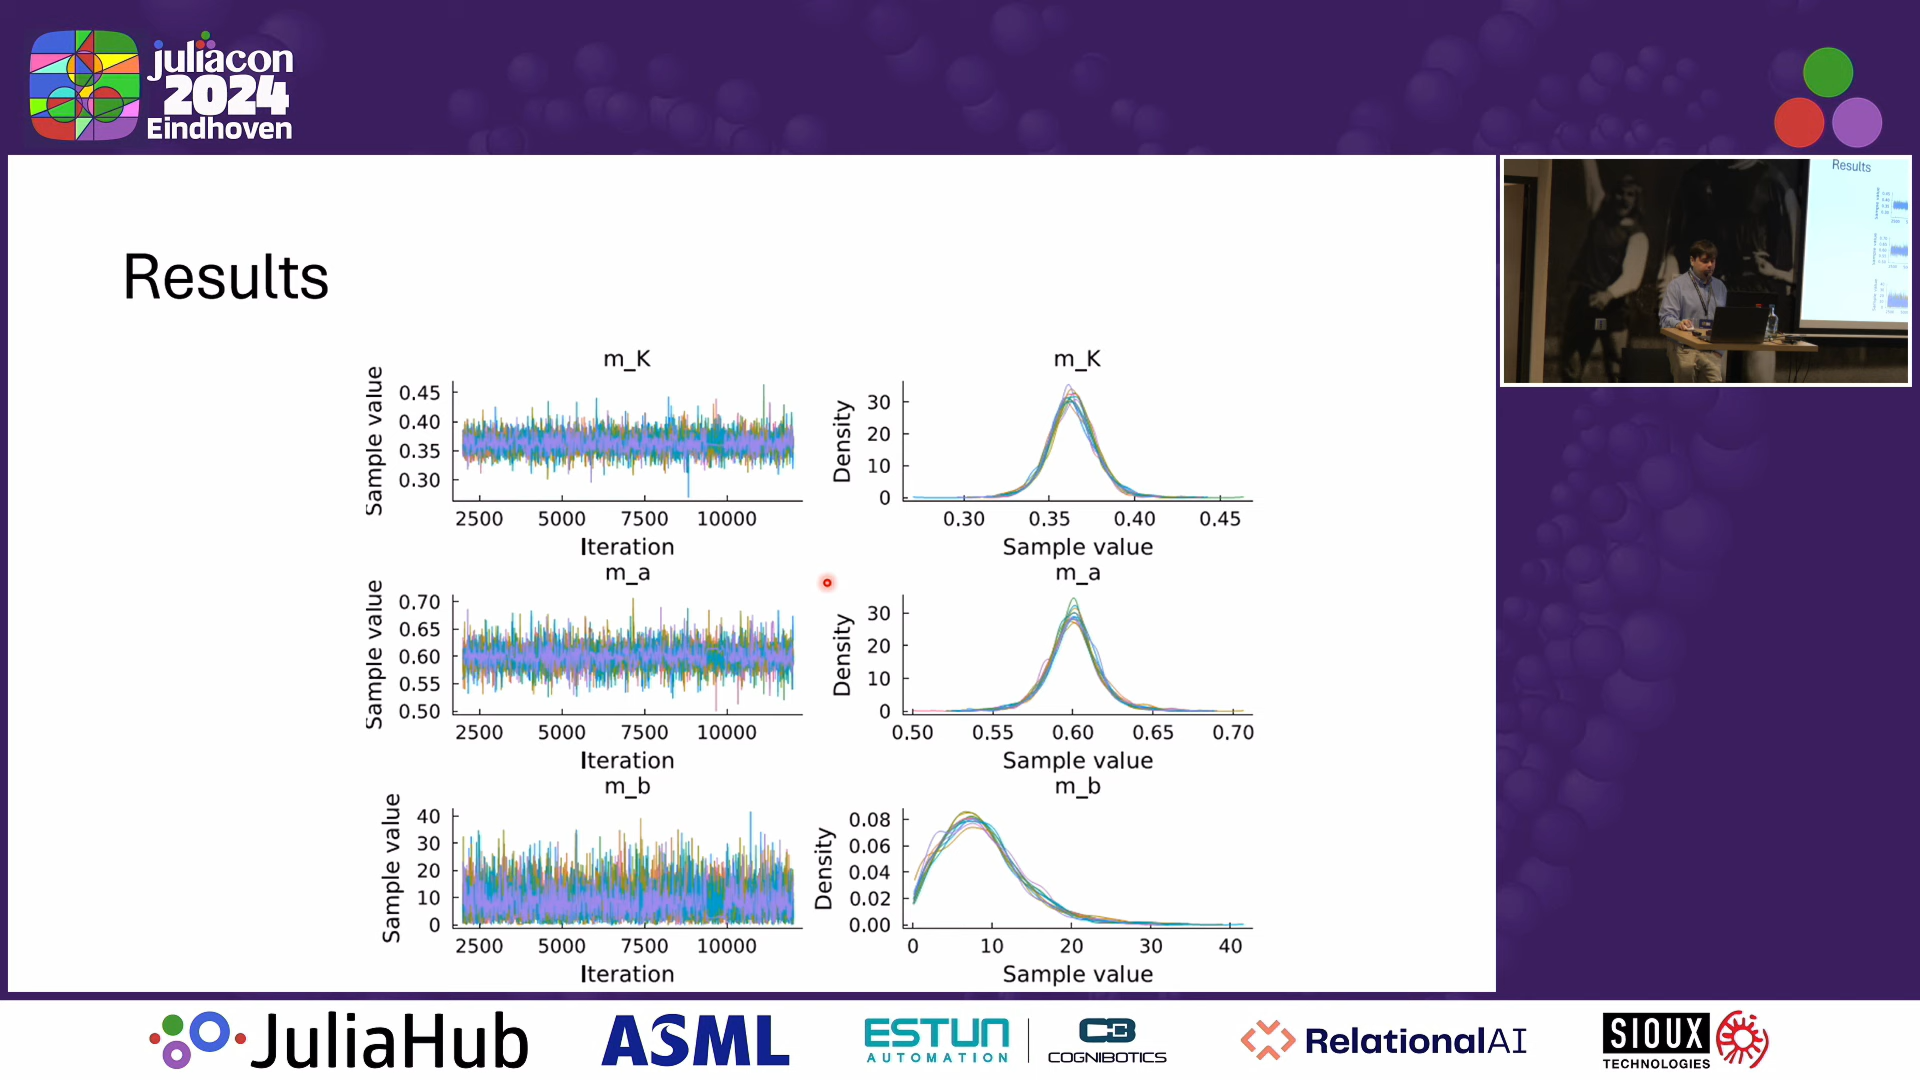 juliacon
2024
Eindhoven
Results
Results
m_K
Sample value
0.45
0.40
0.35
0.30
2500 5000 7500 10000
Iteration
m_K
Density
30
20
10
0
0.30 0.35 0.40 0.45
Sample value
m_a
Sample value
0.70
0.65
0.60
0.55
0.50
2500 5000 7500 10000
Iteration
m_a
Density
30
20
10
0
0.50 0.55 0.60 0.65 0.70
Sample value
m_b
Sample value
40
30
20
10
0
2500 5000 7500 10000
Iteration
m_b
Density
0.08
0.06
0.04
0.02
0.00
0 10 20 30 40
Sample value
JuliaHub
ASML
ESTUN
AUTOMATION
COGNIBOTICS
RelationalAI
SIOUX
TECHNOLOGIES